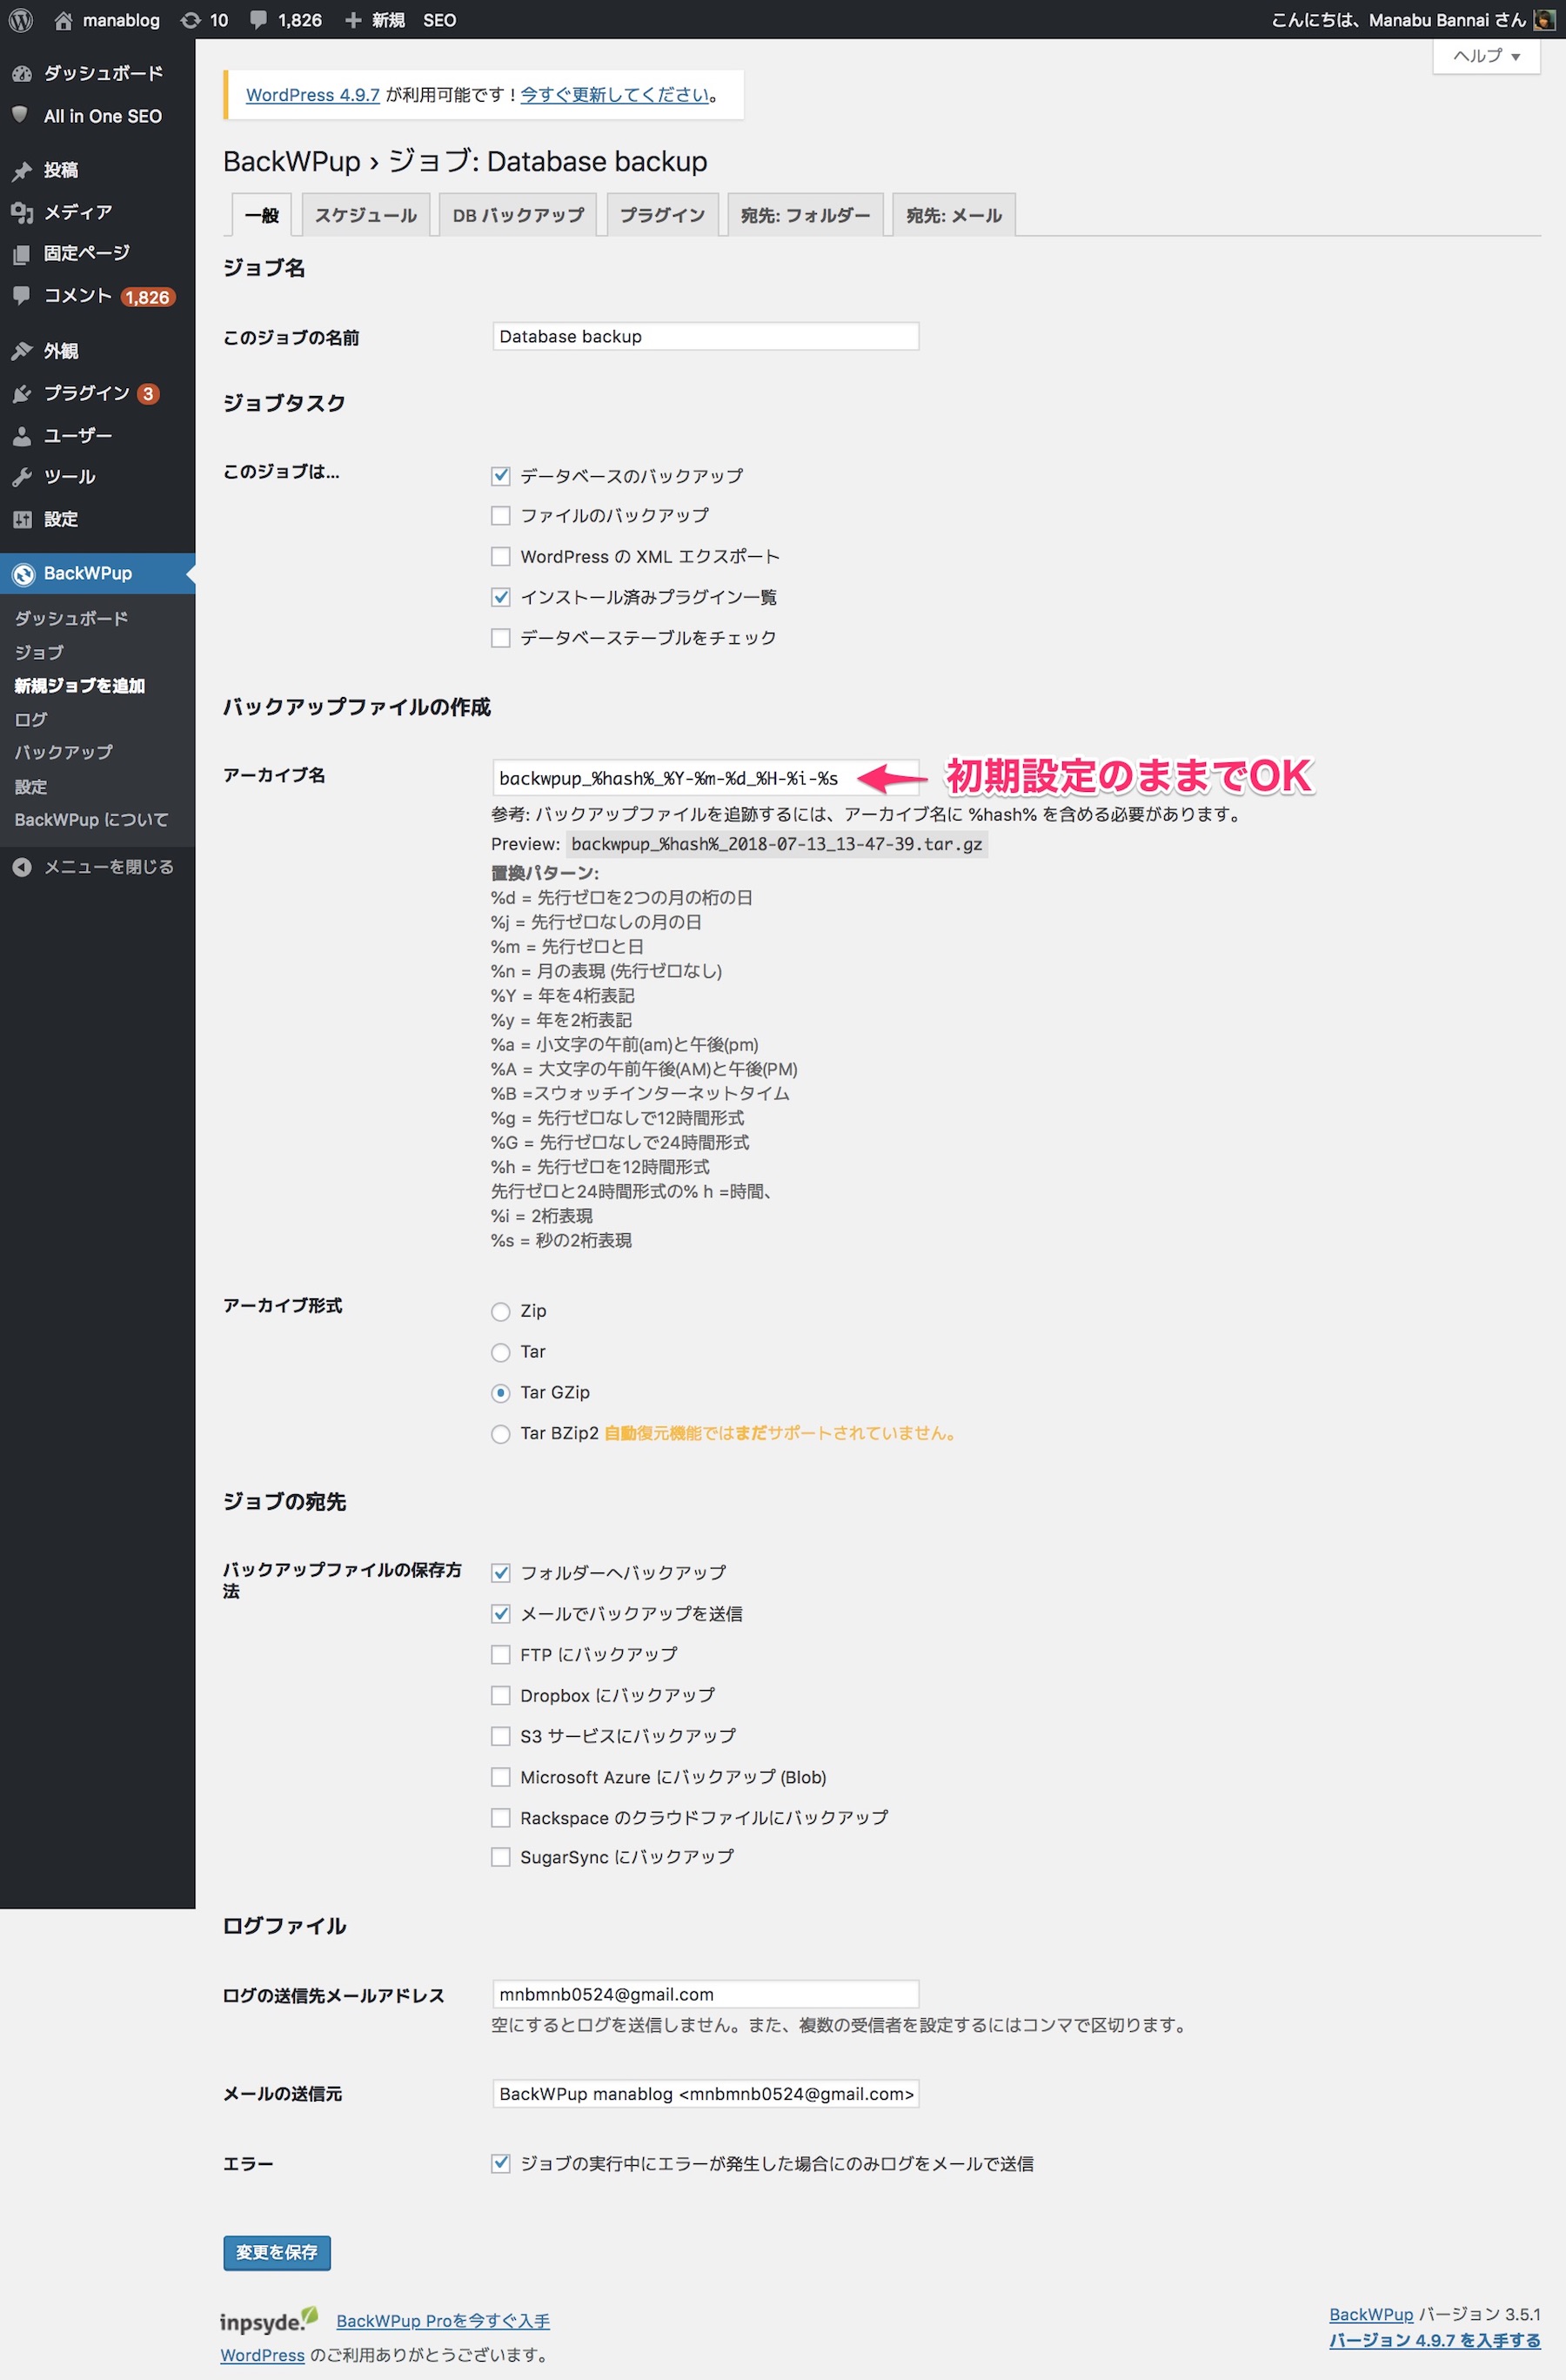 manablog 10 1,826 新規 SEO こんにちは、Manabu Bannai さん
ヘルプ ▼
ダッシュボード
All in One SEO
投稿
メディア
固定ページ
コメント 1,826
外観
プラグイン 3
ユーザー
ツール
設定
BackWPup
ダッシュボード
ジョブ
新規ジョブを追加
ログ
バックアップ
設定
BackWPup について
メニューを閉じる
WordPress 4.9.7 が利用可能です ! 今すぐ更新してください。
BackWPup › ジョブ: Database backup
一般 スケジュール DB バックアップ プラグイン 宛先: フォルダー 宛先: メール
ジョブ名
このジョブの名前 Database backup
ジョブタスク
このジョブは... データベースのバックアップ
ファイルのバックアップ
WordPress の XML エクスポート
インストール済みプラグイン一覧
データベーステーブルをチェック
バックアップファイルの作成
アーカイブ名 backwpup_%hash%_%Y-%m-%d_%H-%i-%s 初期設定のままでOK
参考: バックアップファイルを追跡するには、アーカイブ名に %hash% を含める必要があります。
Preview: backwpup_%hash%_2018-07-13_13-47-39.tar.gz
置換パターン:
%d = 先行ゼロを2つの月の桁の日
%j = 先行ゼロなしの月の日
%m = 先行ゼロと日
%n = 月の表現 (先行ゼロなし)
%Y = 年を4桁表記
%y = 年を2桁表記
%a = 小文字の午前(am)と午後(pm)
%A = 大文字の午前午後(AM)と午後(PM)
%B =スウォッチインターネットタイム
%g = 先行ゼロなしで12時間形式
%G = 先行ゼロなしで24時間形式
%h = 先行ゼロを12時間形式
先行ゼロと24時間形式の% h =時間、
%i = 2桁表現
%s = 秒の2桁表現
アーカイブ形式 Zip
Tar
Tar GZip
Tar BZip2 自動復元機能ではまだサポートされていません。
ジョブの宛先
バックアップファイルの保存方法 フォルダーへバックアップ
メールでバックアップを送信
FTP にバックアップ
Dropbox にバックアップ
S3 サービスにバックアップ
Microsoft Azure にバックアップ (Blob)
Rackspace のクラウドファイルにバックアップ
SugarSync にバックアップ
ログファイル
ログの送信先メールアドレス mnbmnb0524@gmail.com
空にするとログを送信しません。また、複数の受信者を設定するにはコンマで区切ります。
メールの送信元 BackWPup manablog <mnbmnb0524@gmail.com>
エラー ジョブの実行中にエラーが発生した場合にのみログをメールで送信
変更を保存
inpsyde. BackWPup Proを今すぐ入手
WordPress のご利用ありがとうございます。
BackWPup バージョン 3.5.1
バージョン 4.9.7 を入手する